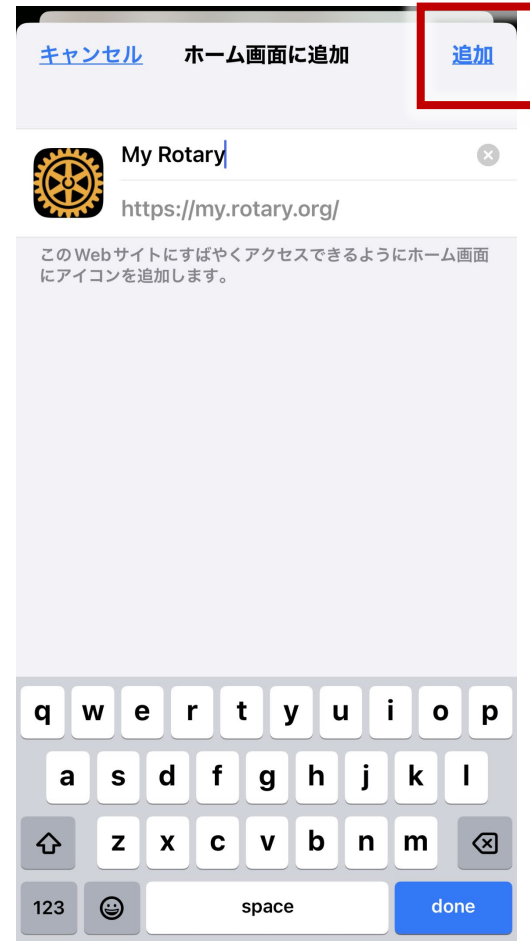 キャンセル ホーム画面に追加 追加
My Rotary
https://my.rotary.org/
このWebサイトにすばやくアクセスできるようにホーム画面
にアイコンを追加します。
q w e r t y u i o p
a s d f g h j k l
z x c v b n m
123 space done